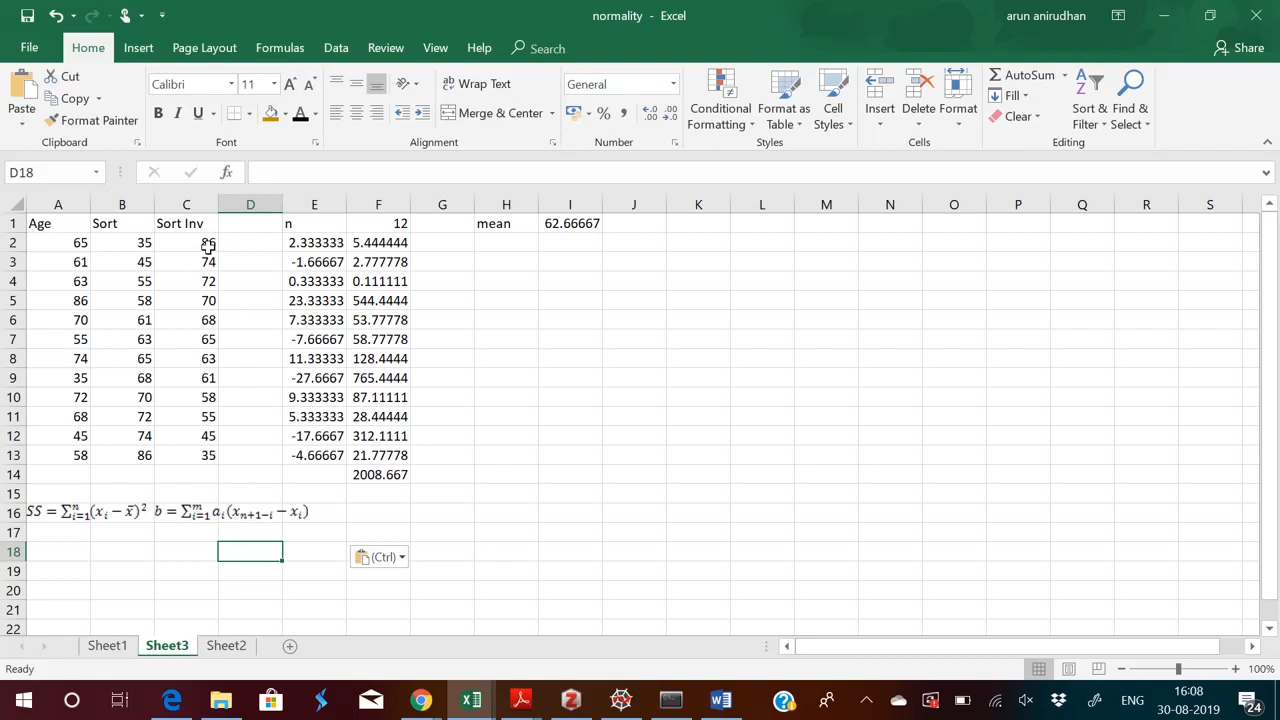 normality - Excel
arun anirudhan
File Home Insert Page Layout Formulas Data Review View Help Search Share
Paste
Cut
Copy
Format Painter
Calibri 11
B I U
Wrap Text
Merge & Center
General
Conditional Formatting
Format as Table
Cell Styles
Insert Delete Format
AutoSum
Fill
Clear
Sort & Filter
Find & Select
Clipboard Font Alignment Number Styles Cells Editing
D18 fx
A B C D E F G H I J K L M N O P Q R S
1 Age Sort Sort Inv n 12 mean 62.66667
2 65 35 86 2.333333 5.444444
3 61 45 74 -1.66667 2.777778
4 63 55 72 0.333333 0.111111
5 86 58 70 23.33333 544.4444
6 70 61 68 7.333333 53.77778
7 55 63 65 -7.66667 58.77778
8 74 65 63 11.33333 128.4444
9 35 68 61 -27.6667 765.4444
10 72 70 58 9.333333 87.11111
11 68 72 55 5.333333 28.44444
12 45 74 45 -17.6667 312.1111
13 58 86 35 -4.66667 21.77778
14 2008.667
15
16 SS = ∑ⁿᵢ₌₁(xᵢ − x̄)² b = ∑ᵐᵢ₌₁ aᵢ(xₙ₊₁₋ᵢ − xᵢ)
17
18 (Ctrl)
19
20
21
22
Sheet1 Sheet3 Sheet2
Ready 100%
ENG 16:08
30-08-2019 24